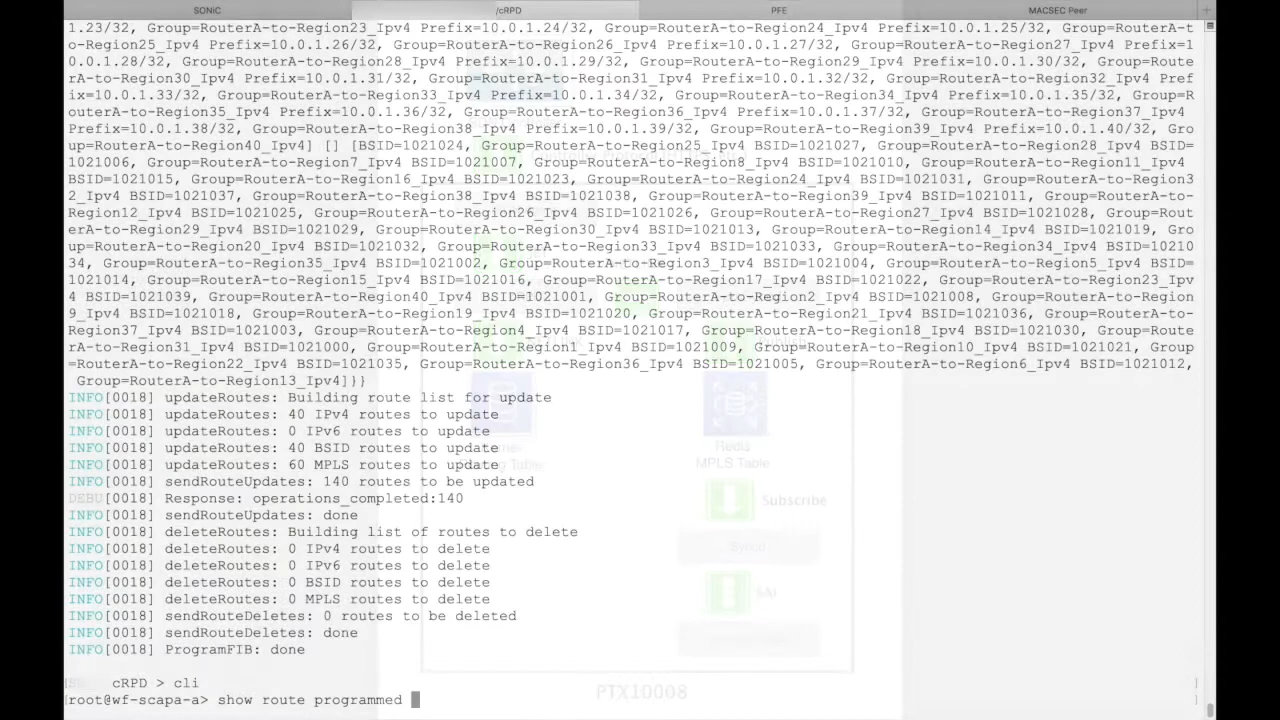 SONiC /cRPD PFE MACSEC Peer
1.23/32, Group=RouterA-to-Region23_Ipv4 Prefix=10.0.1.24/32, Group=RouterA-to-Region24_Ipv4 Prefix=10.0.1.25/32, Group=RouterA-t
o-Region25_Ipv4 Prefix=10.0.1.26/32, Group=RouterA-to-Region26_Ipv4 Prefix=10.0.1.27/32, Group=RouterA-to-Region27_Ipv4 Prefix=1
0.0.1.28/32, Group=RouterA-to-Region28_Ipv4 Prefix=10.0.1.29/32, Group=RouterA-to-Region29_Ipv4 Prefix=10.0.1.30/32, Group=Route
rA-to-Region30_Ipv4 Prefix=10.0.1.31/32, Group=RouterA-to-Region31_Ipv4 Prefix=10.0.1.32/32, Group=RouterA-to-Region32_Ipv4 Pref
ix=10.0.1.33/32, Group=RouterA-to-Region33_Ipv4 Prefix=10.0.1.34/32, Group=RouterA-to-Region34_Ipv4 Prefix=10.0.1.35/32, Group=R
outerA-to-Region35_Ipv4 Prefix=10.0.1.36/32, Group=RouterA-to-Region36_Ipv4 Prefix=10.0.1.37/32, Group=RouterA-to-Region37_Ipv4
Prefix=10.0.1.38/32, Group=RouterA-to-Region38_Ipv4 Prefix=10.0.1.39/32, Group=RouterA-to-Region39_Ipv4 Prefix=10.0.1.40/32, Gro
up=RouterA-to-Region40_Ipv4] [] [BSID=1021024, Group=RouterA-to-Region25_Ipv4 BSID=1021027, Group=RouterA-to-Region28_Ipv4 BSID=
1021006, Group=RouterA-to-Region7_Ipv4 BSID=1021007, Group=RouterA-to-Region8_Ipv4 BSID=1021010, Group=RouterA-to-Region11_Ipv4
BSID=1021015, Group=RouterA-to-Region16_Ipv4 BSID=1021023, Group=RouterA-to-Region24_Ipv4 BSID=1021031, Group=RouterA-to-Region3
2_Ipv4 BSID=1021037, Group=RouterA-to-Region38_Ipv4 BSID=1021038, Group=RouterA-to-Region39_Ipv4 BSID=1021011, Group=RouterA-to-
Region12_Ipv4 BSID=1021025, Group=RouterA-to-Region26_Ipv4 BSID=1021026, Group=RouterA-to-Region27_Ipv4 BSID=1021028, Group=Rout
erA-to-Region29_Ipv4 BSID=1021029, Group=RouterA-to-Region30_Ipv4 BSID=1021013, Group=RouterA-to-Region14_Ipv4 BSID=1021019, Gro
up=RouterA-to-Region20_Ipv4 BSID=1021032, Group=RouterA-to-Region33_Ipv4 BSID=1021033, Group=RouterA-to-Region34_Ipv4 BSID=10210
34, Group=RouterA-to-Region35_Ipv4 BSID=1021002, Group=RouterA-to-Region3_Ipv4 BSID=1021004, Group=RouterA-to-Region5_Ipv4 BSID=
1021014, Group=RouterA-to-Region15_Ipv4 BSID=1021016, Group=RouterA-to-Region17_Ipv4 BSID=1021022, Group=RouterA-to-Region23_Ipv
4 BSID=1021039, Group=RouterA-to-Region40_Ipv4 BSID=1021001, Group=RouterA-to-Region2_Ipv4 BSID=1021008, Group=RouterA-to-Region
9_Ipv4 BSID=1021018, Group=RouterA-to-Region19_Ipv4 BSID=1021020, Group=RouterA-to-Region21_Ipv4 BSID=1021036, Group=RouterA-to-
Region37_Ipv4 BSID=1021003, Group=RouterA-to-Region4_Ipv4 BSID=1021017, Group=RouterA-to-Region18_Ipv4 BSID=1021030, Group=Route
rA-to-Region31_Ipv4 BSID=1021000, Group=RouterA-to-Region1_Ipv4 BSID=1021009, Group=RouterA-to-Region10_Ipv4 BSID=1021021, Group
=RouterA-to-Region22_Ipv4 BSID=1021035, Group=RouterA-to-Region36_Ipv4 BSID=1021005, Group=RouterA-to-Region6_Ipv4 BSID=1021012,
Group=RouterA-to-Region13_Ipv4]}}
INFO[0018] updateRoutes: Building route list for update
INFO[0018] updateRoutes: 40 IPv4 routes to update
INFO[0018] updateRoutes: 0 IPv6 routes to update
INFO[0018] updateRoutes: 40 BSID routes to update
INFO[0018] updateRoutes: 60 MPLS routes to update
INFO[0018] sendRouteUpdates: 140 routes to be updated
DEBU[0018] Response: operations_completed:140
INFO[0018] sendRouteUpdates: done
INFO[0018] deleteRoutes: Building list of routes to delete
INFO[0018] deleteRoutes: 0 IPv4 routes to delete
INFO[0018] deleteRoutes: 0 IPv6 routes to delete
INFO[0018] deleteRoutes: 0 BSID routes to delete
INFO[0018] deleteRoutes: 0 MPLS routes to delete
INFO[0018] sendRouteDeletes: 0 routes to be deleted
INFO[0018] sendRouteDeletes: done
INFO[0018] ProgramFIB: done
cRPD > cli
[root@wf-scapa-a> show route programmed
Redis
MPLS Table
Subscribe
Syncd
SAI
PTX10008